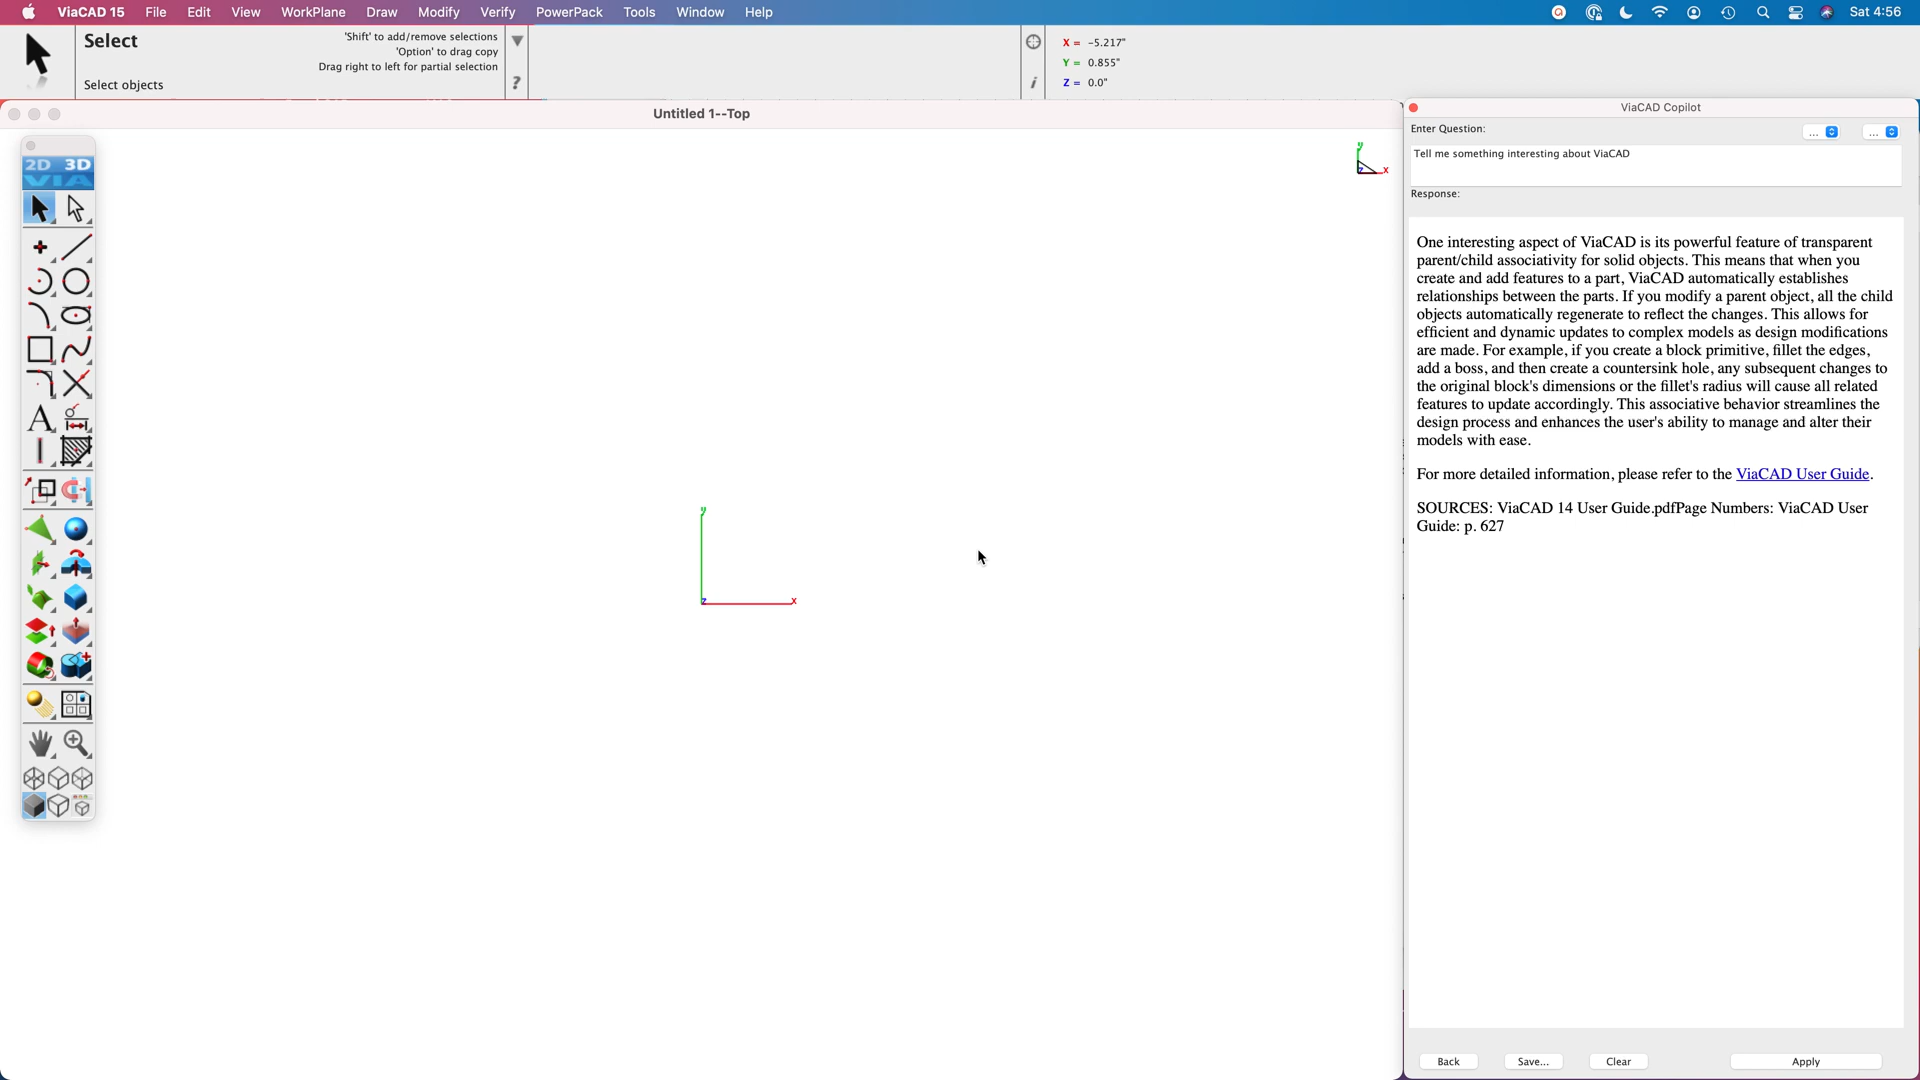 ViaCAD 15 File Edit View WorkPlane Draw Modify Verify PowerPack Tools Window Help Sat 4:56
Select
Select objects
'Shift' to add/remove selections
'Option' to drag copy
Drag right to left for partial selection
?
i
X = -5.217"
Y = 0.855"
Z = 0.0"
Untitled 1--Top
2D 3D
VIA
A
y
x
z
y
z
x
ViaCAD Copilot
Enter Question:
... ...
Tell me something interesting about ViaCAD
Response:
One interesting aspect of ViaCAD is its powerful feature of transparent
parent/child associativity for solid objects. This means that when you
create and add features to a part, ViaCAD automatically establishes
relationships between the parts. If you modify a parent object, all the child
objects automatically regenerate to reflect the changes. This allows for
efficient and dynamic updates to complex models as design modifications
are made. For example, if you create a block primitive, fillet the edges,
add a boss, and then create a countersink hole, any subsequent changes to
the original block's dimensions or the fillet's radius will cause all related
features to update accordingly. This associative behavior streamlines the
design process and enhances the user's ability to manage and alter their
models with ease.
For more detailed information, please refer to the ViaCAD User Guide.
SOURCES: ViaCAD 14 User Guide.pdfPage Numbers: ViaCAD User
Guide: p. 627
Back Save... Clear Apply